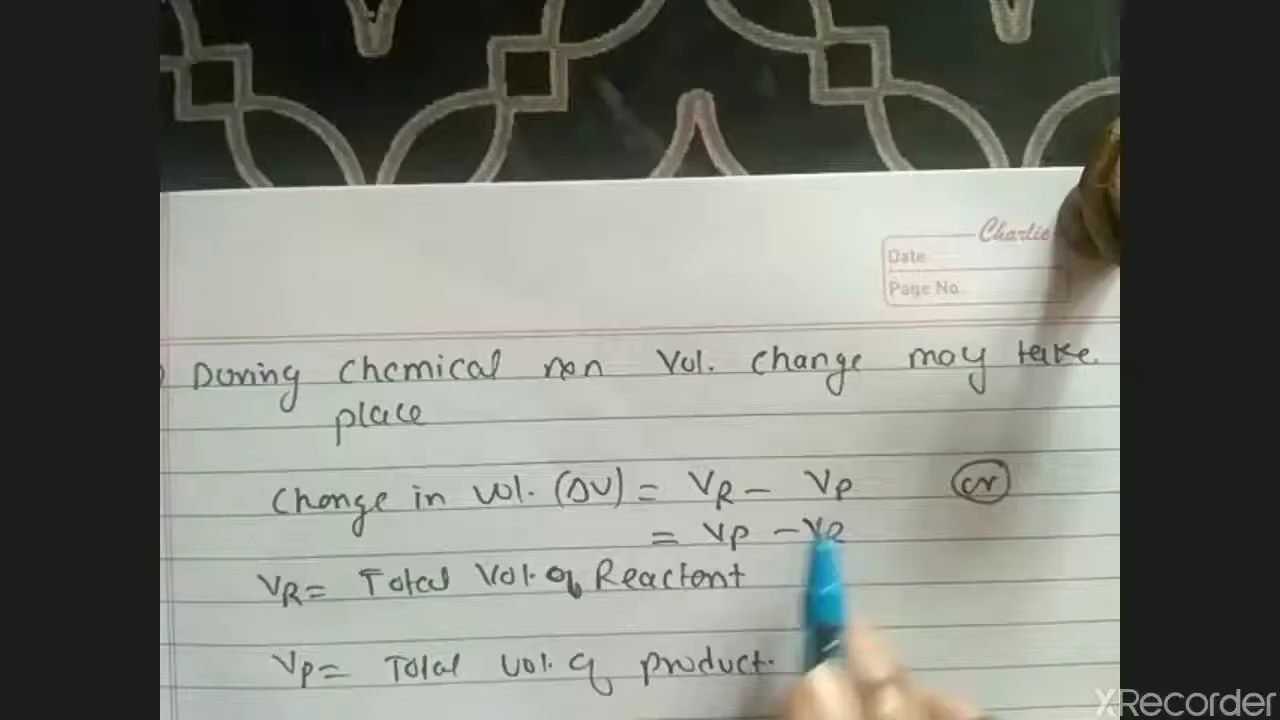 Charlie
Date
Page No.
During chemical rxn vol. change may take
place
change in vol. (ΔV) = VR - VP or
= VP - VR
VR = Total Vol. of Reactent
VP = Total vol. of product.
XRecorder